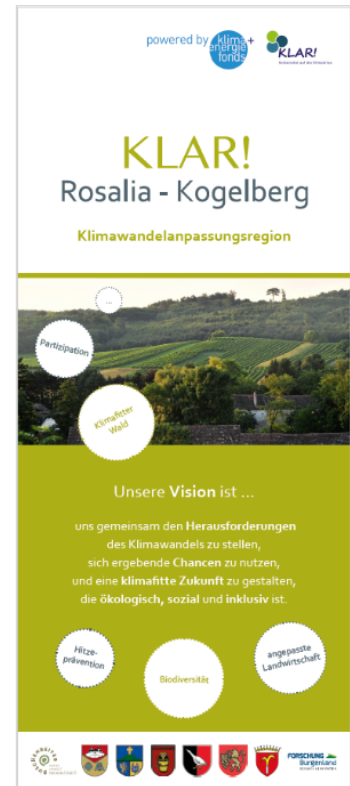 powered by
klima+
energie
fonds
KLAR!
KLAR!
Rosalia - Kogelberg
Klimawandelanpassungsregion
...
Partizipation
Klimafitter
Wald
Unsere Vision ist ...
uns gemeinsam den Herausforderungen
des Klimawandels zu stellen,
sich ergebende Chancen zu nutzen,
und eine klimafitte Zukunft zu gestalten,
die ökologisch, sozial und inklusiv ist.
Hitze-
prävention
Biodiversität
angepasste
Landwirtschaft
FORSCHUNG
Burgenland